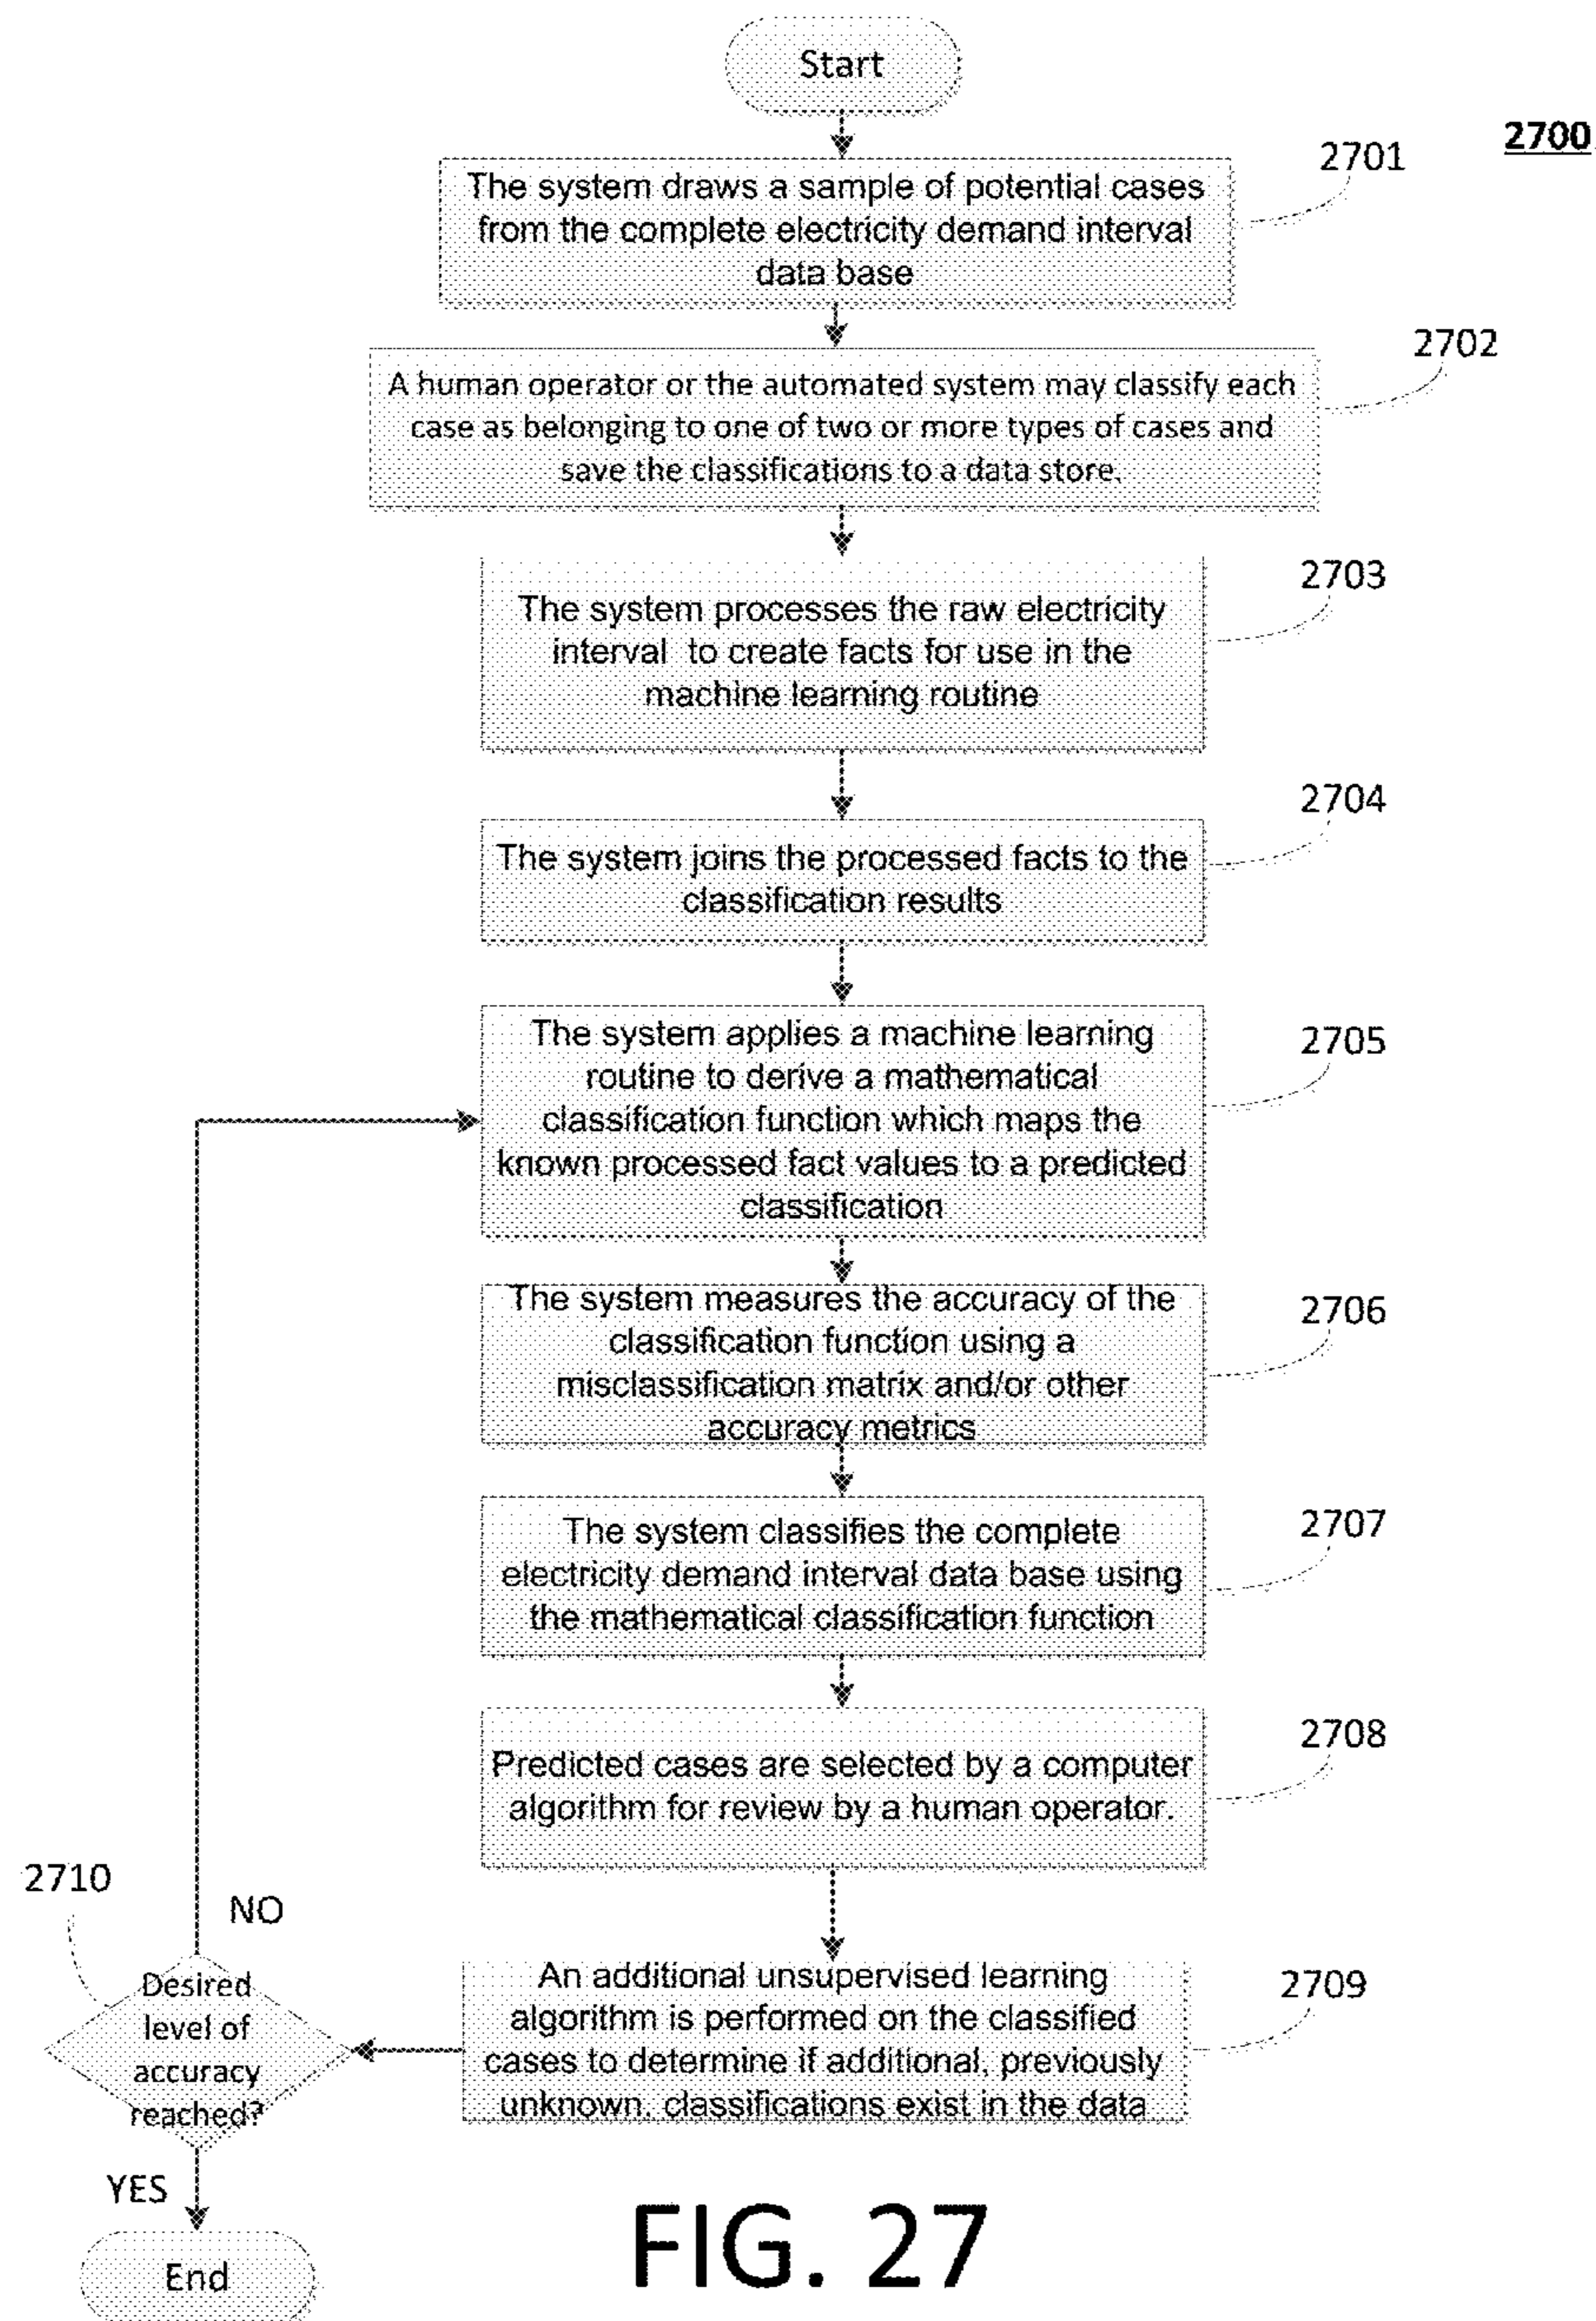 Start
2700
2701
The system draws a sample of potential cases
from the complete electricity demand interval
data base
2702
A human operator or the automated system may classify each
case as belonging to one of two or more types of cases and
save the classifications to a data store.
2703
The system processes the raw electricity
interval to create facts for use in the
machine learning routine
2704
The system joins the processed facts to the
classification results
2705
The system applies a machine learning
routine to derive a mathematical
classification function which maps the
known processed fact values to a predicted
classification
2706
The system measures the accuracy of the
classification function using a
misclassification matrix and/or other
accuracy metrics
2707
The system classifies the complete
electricity demand interval data base using
the mathematical classification function
2708
Predicted cases are selected by a computer
algorithm for review by a human operator.
2709
An additional unsupervised learning
algorithm is performed on the classified
cases to determine if additional, previously
unknown, classifications exist in the data
2710
NO
Desired
level of
accuracy
reached?
YES
End
FIG. 27